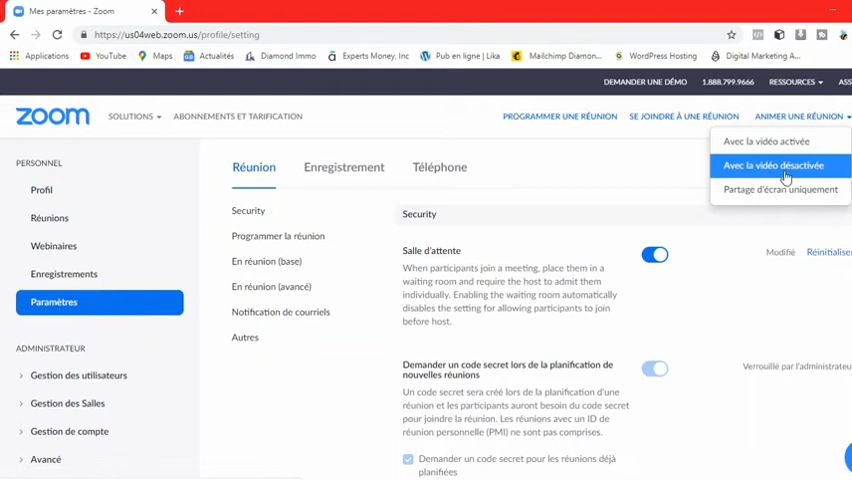 Mes paramètres - Zoom
https://us04web.zoom.us/profile/setting
Applications YouTube Maps Actualités Diamond Immo Experts Money, Inc Pub en ligne | Lika Mailchimp Diamon... WordPress Hosting Digital Marketing A...
DEMANDER UNE DÉMO 1.888.799.9666 RESSOURCES
zoom SOLUTIONS ABONNEMENTS ET TARIFICATION PROGRAMMER UNE RÉUNION SE JOINDRE À UNE RÉUNION ANIMER UNE RÉUNION
Avec la vidéo activée
Avec la vidéo désactivée
Partage d'écran uniquement
PERSONNEL
Profil
Réunions
Webinaires
Enregistrements
Paramètres
ADMINISTRATEUR
Gestion des utilisateurs
Gestion des Salles
Gestion de compte
Avancé
Réunion Enregistrement Téléphone
Security
Programmer la réunion
En réunion (base)
En réunion (avancé)
Notification de courriels
Autres
Security
Salle d'attente
When participants join a meeting, place them in a
waiting room and require the host to admit them
individually. Enabling the waiting room automatically
disables the setting for allowing participants to join
before host.
Modifié Réinitialiser
Demander un code secret lors de la planification de
nouvelles réunions
Un code secret sera créé lors de la planification d'une
réunion et les participants auront besoin du code secret
pour joindre la réunion. Les réunions avec un ID de
réunion personnelle (PMI) ne sont pas comprises.
Verrouillé par l'administrateu
Demander un code secret pour les réunions déjà
planifiées